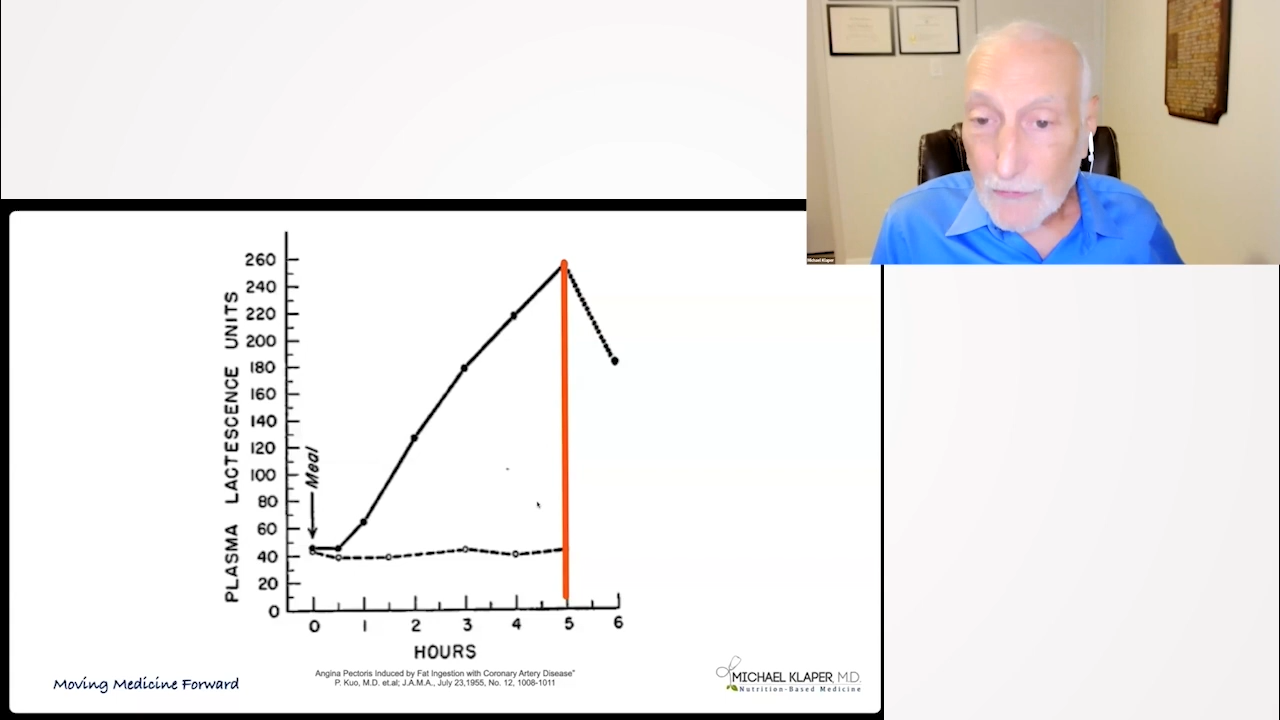 Michael Klaper
260
240
220
200
180
160
140
120
100
80
60
40
20
0
PLASMA LACTESCENCE UNITS
Meal
0 1 2 3 4 5 6
HOURS
Angina Pectoris Induced by Fat Ingestion with Coronary Artery Disease"
P. Kuo, M.D. et.al; J.A.M.A., July 23,1955, No. 12, 1008-1011
Moving Medicine Forward
MICHAEL KLAPER, M.D.
Nutrition-Based Medicine